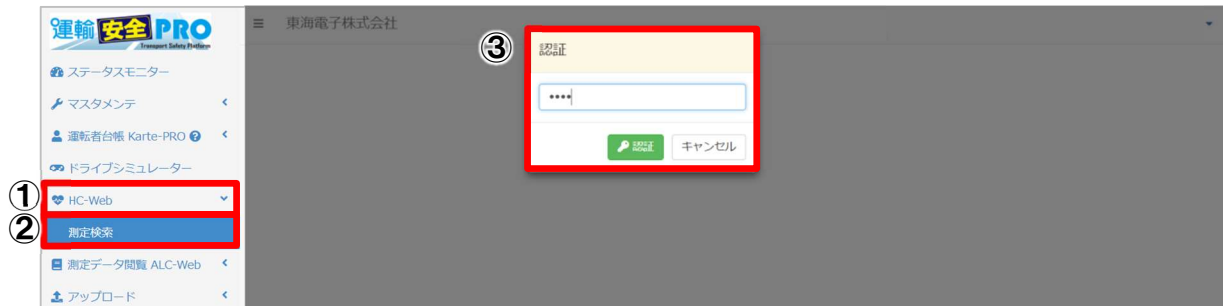 運輸安全PRO
Transport Safety Platform
ステータスモニター
マスタメンテ
運転者台帳 Karte-PRO
ドライブシミュレーター
① HC-Web
② 測定検索
測定データ閲覧 ALC-Web
アップロード
東海電子株式会社
③ 認証
••••
認証 キャンセル